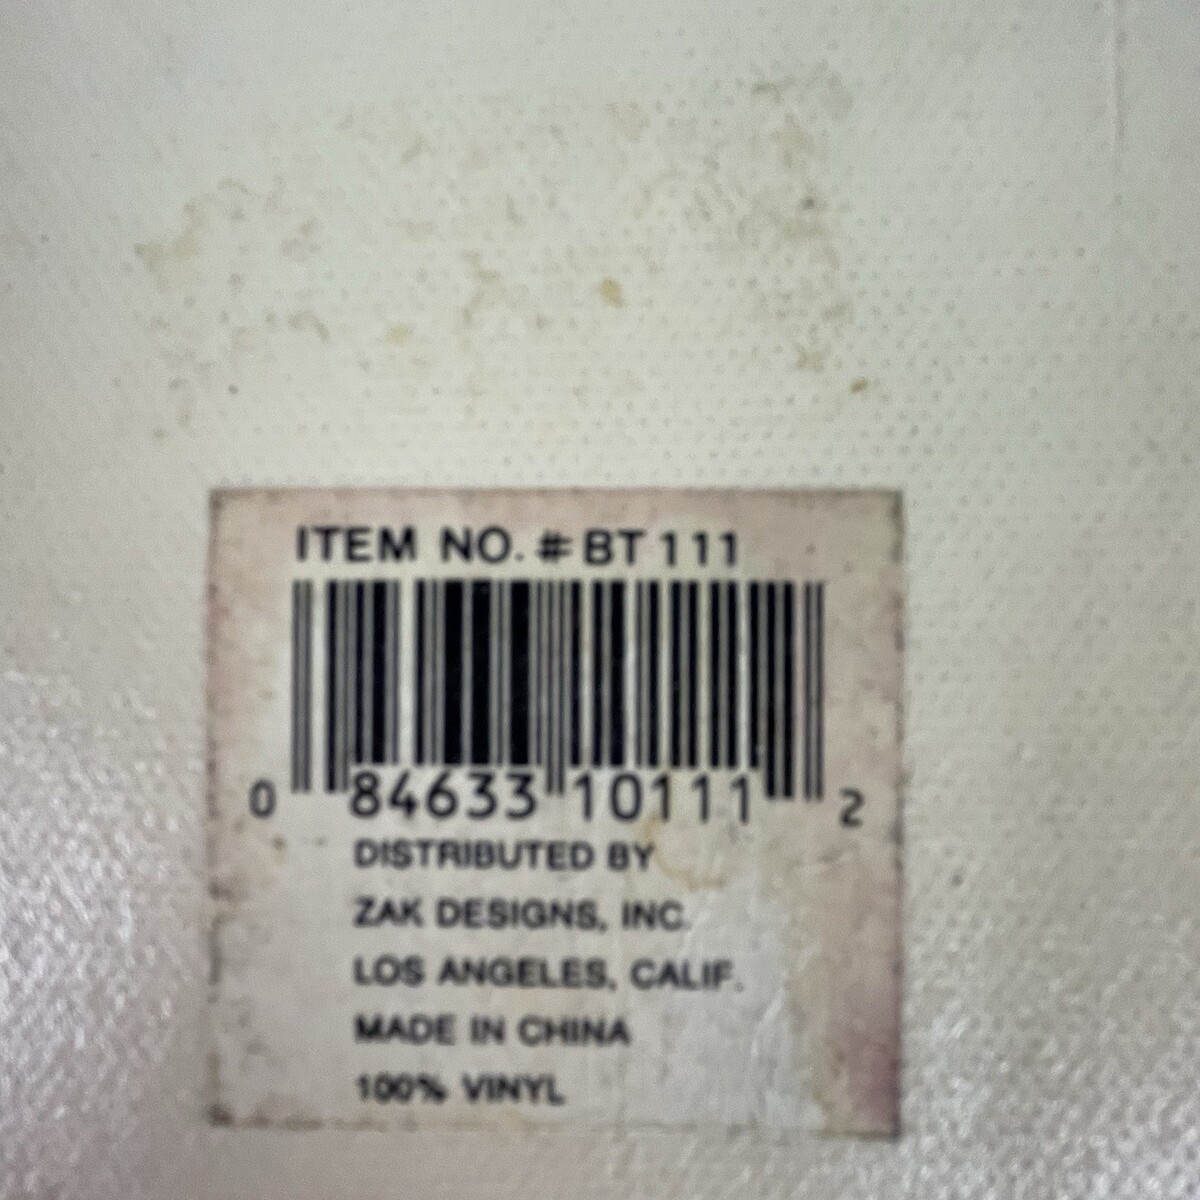 ITEM NO. #BT 111
0 84633 10111 2
DISTRIBUTED BY
ZAK DESIGNS, INC.
LOS ANGELES, CALIF.
MADE IN CHINA
100% VINYL